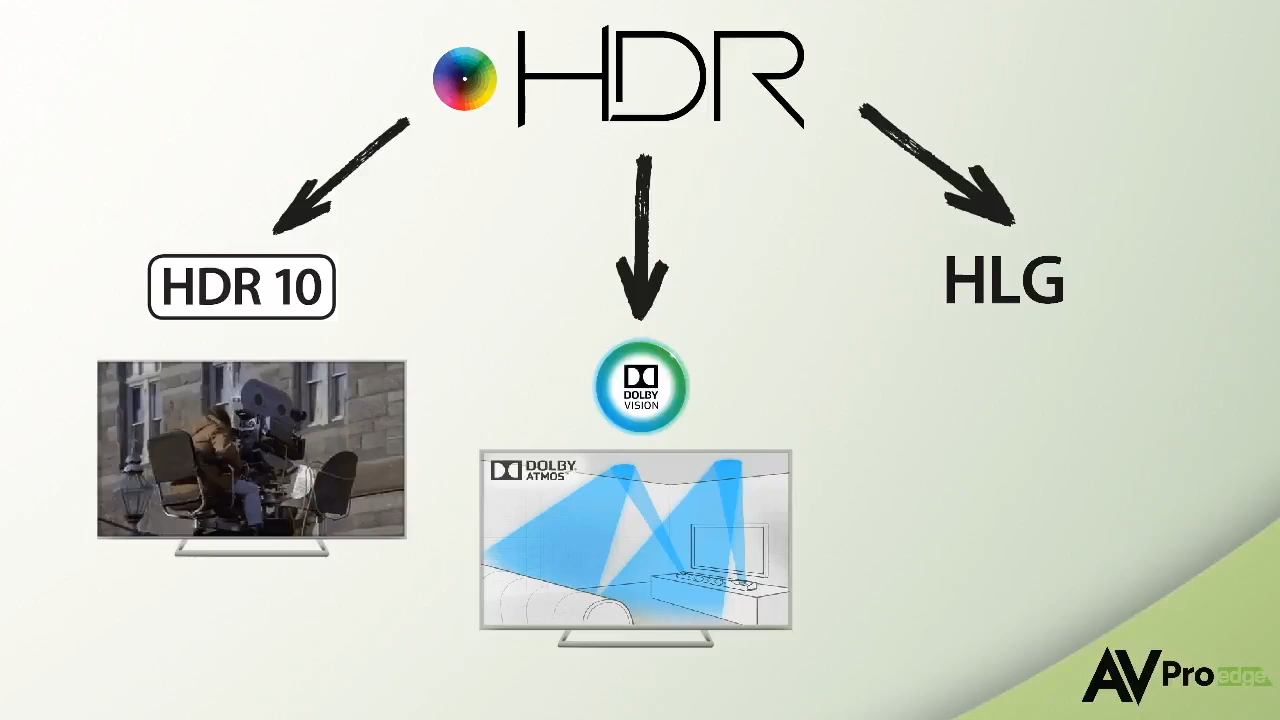 HDR
HDR 10
HLG
DOLBY
VISION
DOLBY
ATMOS
AVPro edge